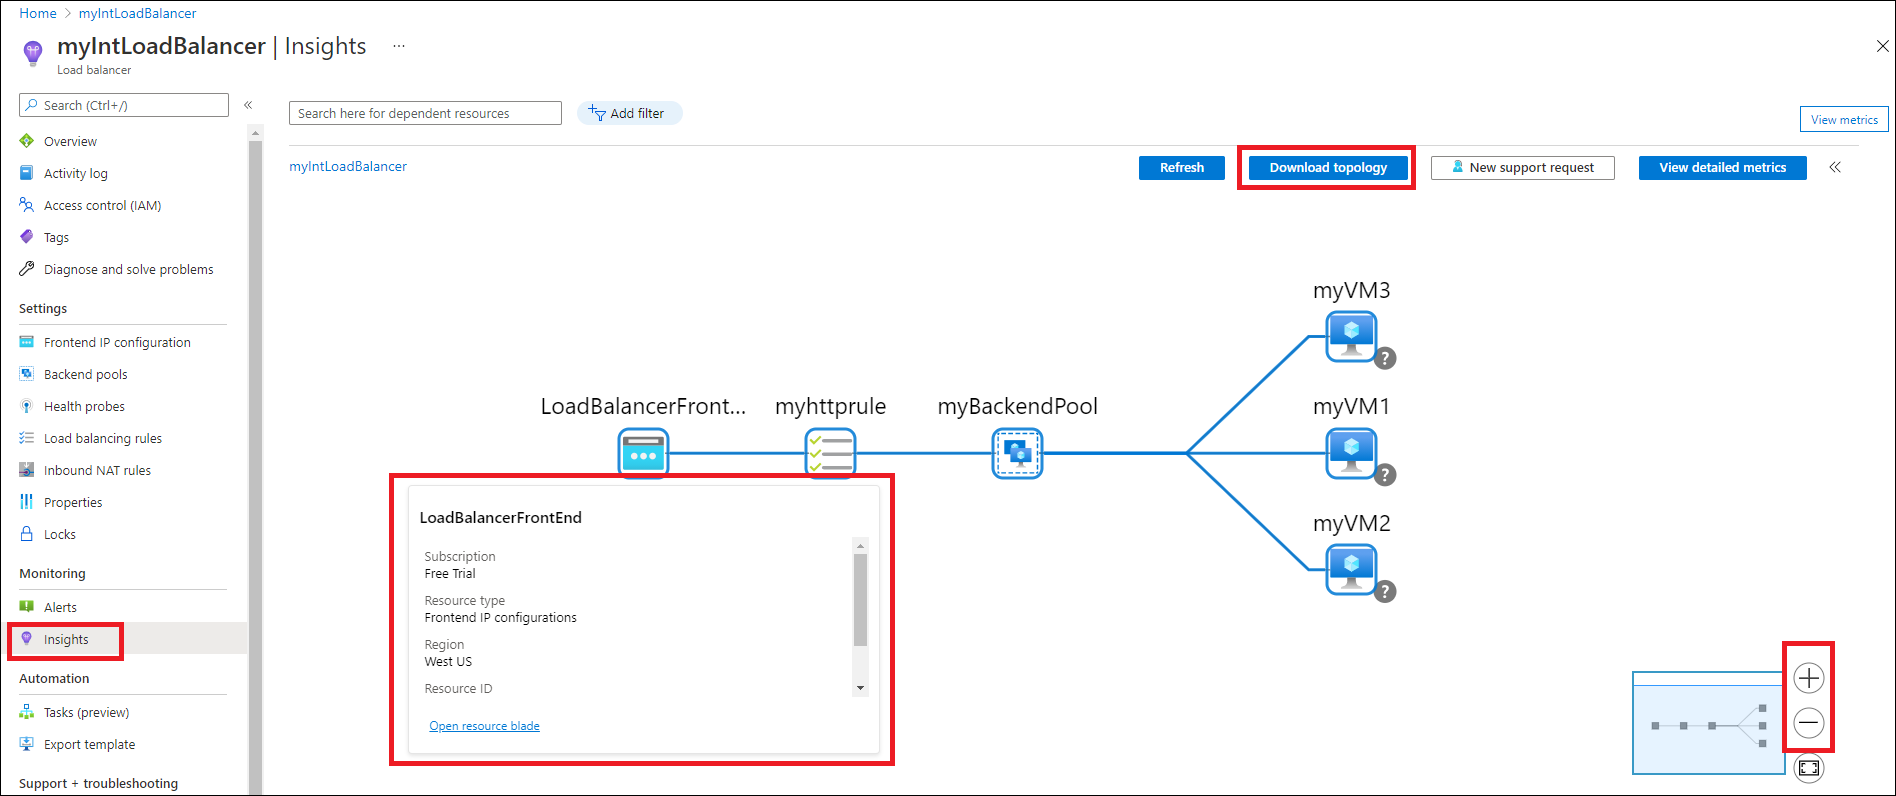 Home > myIntLoadBalancer
myIntLoadBalancer | Insights ...
Load balancer
Search (Ctrl+/)
«
Overview
Activity log
Access control (IAM)
Tags
Diagnose and solve problems
Settings
Frontend IP configuration
Backend pools
Health probes
Load balancing rules
Inbound NAT rules
Properties
Locks
Monitoring
Alerts
Insights
Automation
Tasks (preview)
Export template
Support + troubleshooting
Search here for dependent resources
Add filter
View metrics
myIntLoadBalancer
Refresh
Download topology
New support request
View detailed metrics
«
myVM3
?
LoadBalancerFront...
myhttprule
myBackendPool
myVM1
?
myVM2
?
LoadBalancerFrontEnd
Subscription
Free Trial
Resource type
Frontend IP configurations
Region
West US
Resource ID
Open resource blade